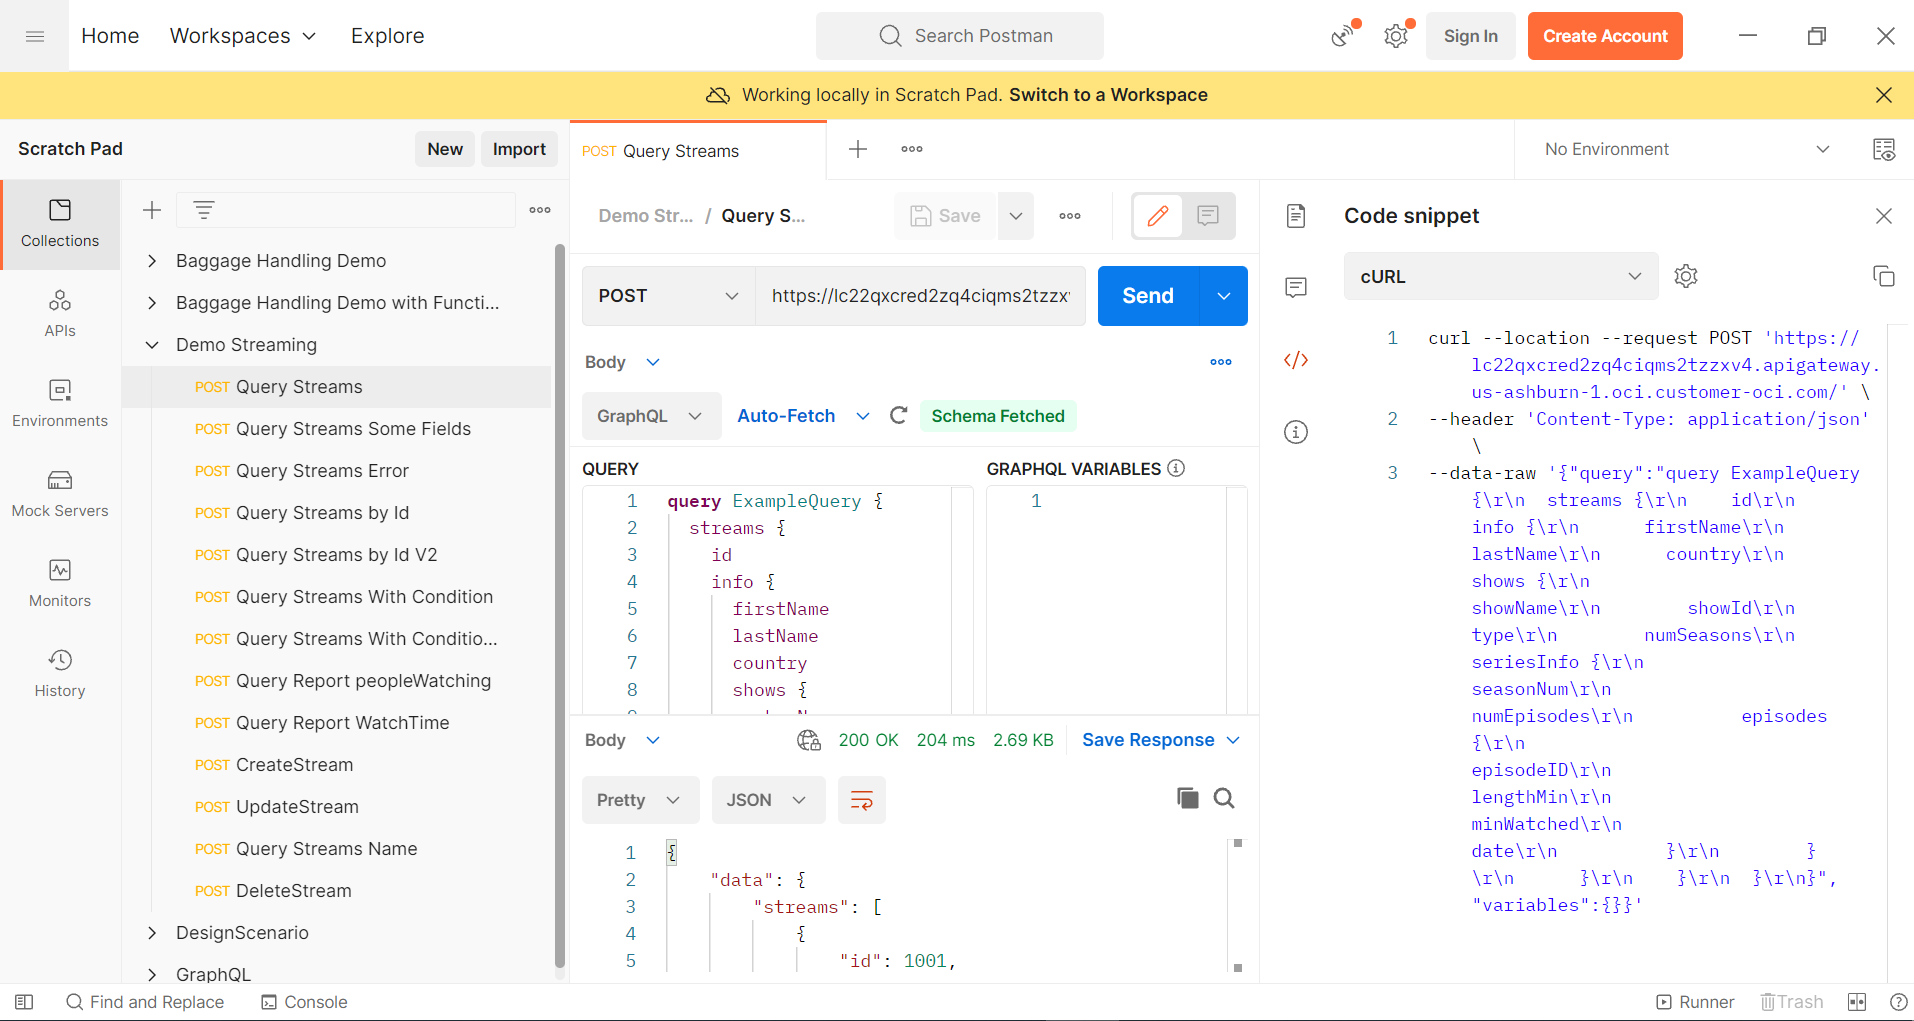 Home Workspaces Explore Search Postman Sign In Create Account
Working locally in Scratch Pad. Switch to a Workspace
Scratch Pad New Import
Collections
APIs
Environments
Mock Servers
Monitors
History
Baggage Handling Demo
Baggage Handling Demo with Functi...
Demo Streaming
POST Query Streams
POST Query Streams Some Fields
POST Query Streams Error
POST Query Streams by Id
POST Query Streams by Id V2
POST Query Streams With Condition
POST Query Streams With Conditio...
POST Query Report peopleWatching
POST Query Report WatchTime
POST CreateStream
POST UpdateStream
POST Query Streams Name
POST DeleteStream
DesignScenario
GraphQL
POST Query Streams
No Environment
Demo Str... / Query S... Save
POST https://lc22qxcred2zq4ciqms2tzzx Send
Body
GraphQL Auto-Fetch Schema Fetched
QUERY
1 query ExampleQuery {
2 streams {
3 id
4 info {
5 firstName
6 lastName
7 country
8 shows {
GRAPHQL VARIABLES
1
Body 200 OK 204 ms 2.69 KB Save Response
Pretty JSON
1 {
2 "data": {
3 "streams": [
4 {
5 "id": 1001,
Code snippet
cURL
1 curl --location --request POST 'https://
lc22qxcred2zq4ciqms2tzzxv4.apigateway.
us-ashburn-1.oci.customer-oci.com/' \
2 --header 'Content-Type: application/json'
\
3 --data-raw '{"query":"query ExampleQuery
{\r\n  streams {\r\n    id\r\n
info {\r\n      firstName\r\n
lastName\r\n      country\r\n
shows {\r\n
showName\r\n        showId\r\n
type\r\n        numSeasons\r\n
seriesInfo {\r\n
seasonNum\r\n
numEpisodes\r\n          episodes
{\r\n
episodeID\r\n
lengthMin\r\n
minWatched\r\n
date\r\n          }\r\n        }
\r\n      }\r\n    }\r\n  }\r\n}",
"variables":{}}'
Find and Replace Console Runner Trash